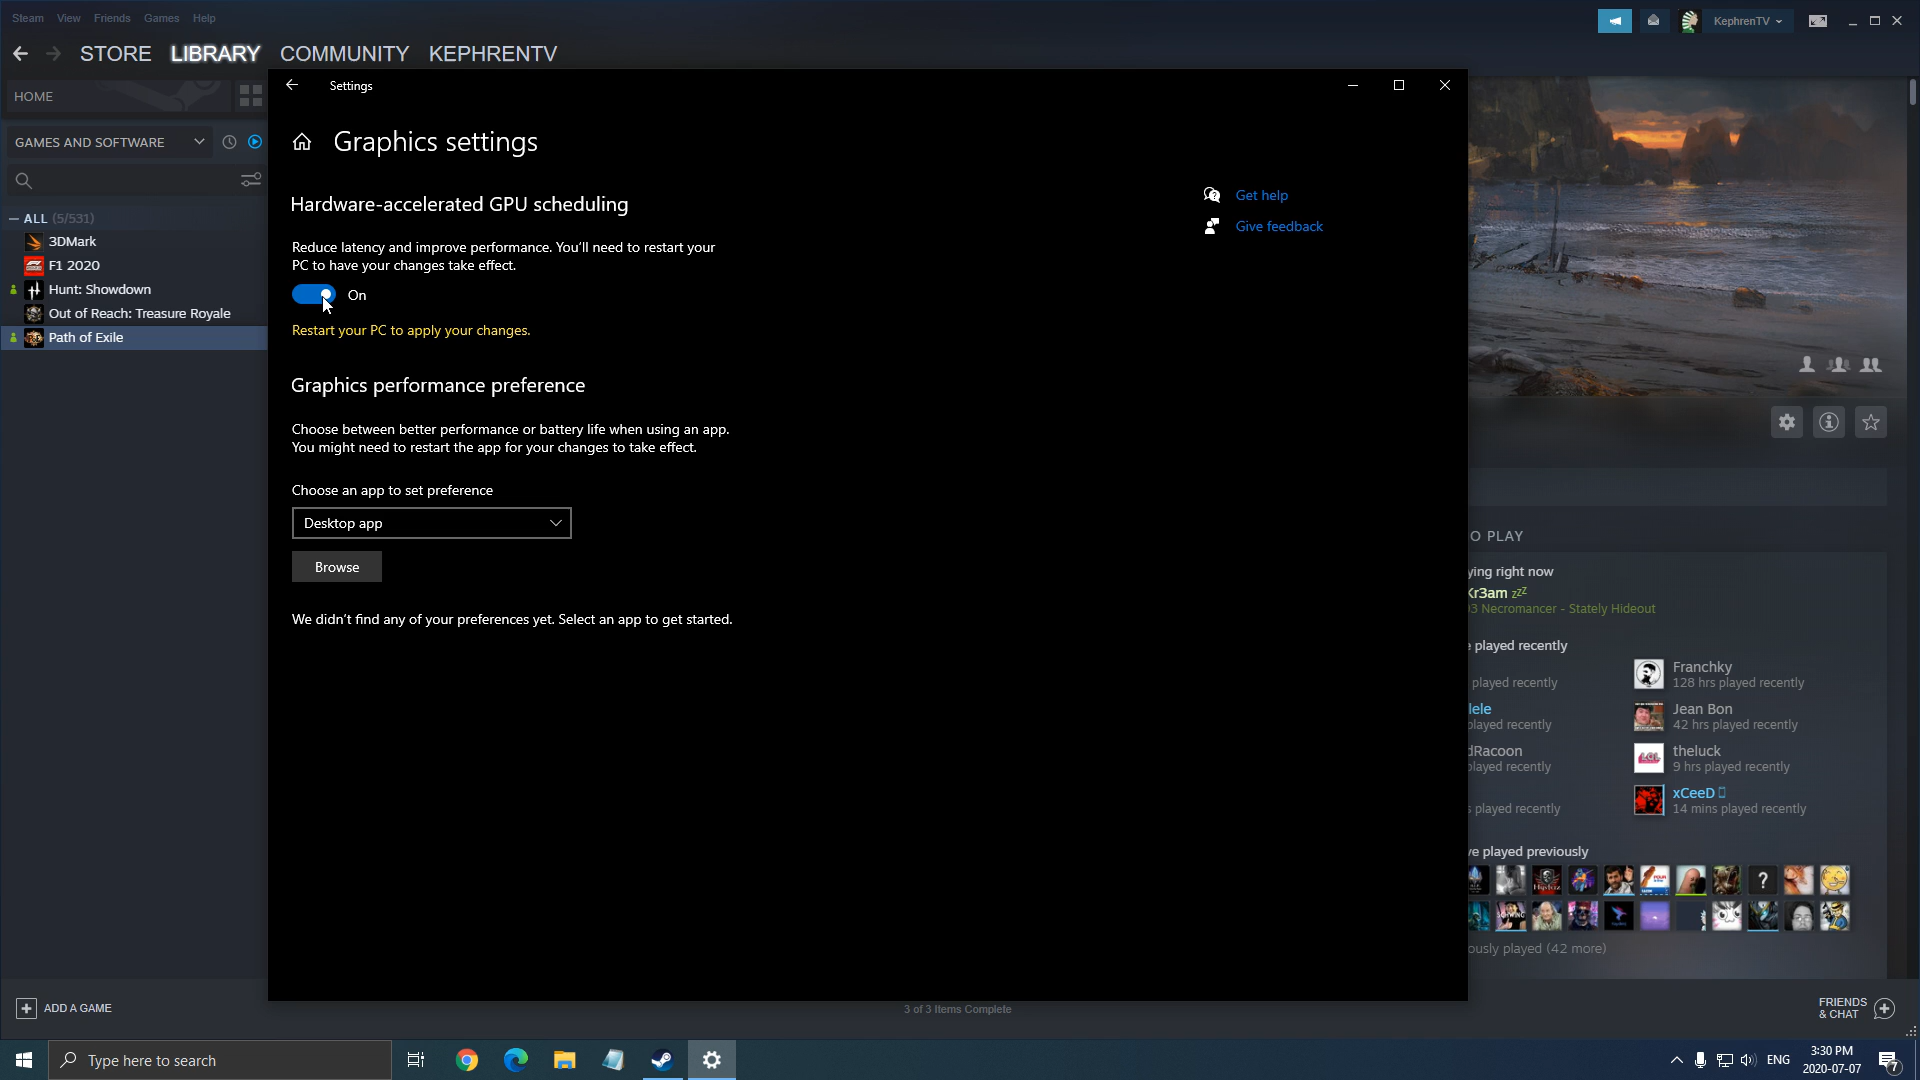 Steam View Friends Games Help
KephrenTV
STORE LIBRARY COMMUNITY KEPHRENTV
HOME
GAMES AND SOFTWARE
ALL (5/531)
3DMark
F1 2020
Hunt: Showdown
Out of Reach: Treasure Royale
Path of Exile
Settings
Graphics settings
Hardware-accelerated GPU scheduling
Reduce latency and improve performance. You'll need to restart your
PC to have your changes take effect.
On
Restart your PC to apply your changes.
Graphics performance preference
Choose between better performance or battery life when using an app.
You might need to restart the app for your changes to take effect.
Choose an app to set preference
Desktop app
Browse
We didn't find any of your preferences yet. Select an app to get started.
Get help
Give feedback
O PLAY
ying right now
Kr3am zzZ
3 Necromancer - Stately Hideout
played recently
played recently
played recently
played recently
played recently
Franchky
128 hrs played recently
Jean Bon
42 hrs played recently
theluck
9 hrs played recently
xCeeD
14 mins played recently
played previously
?
SCHWING
ously played (42 more)
ADD A GAME
3 of 3 Items Complete
FRIENDS
& CHAT
Type here to search
ENG
3:30 PM
2020-07-07
7